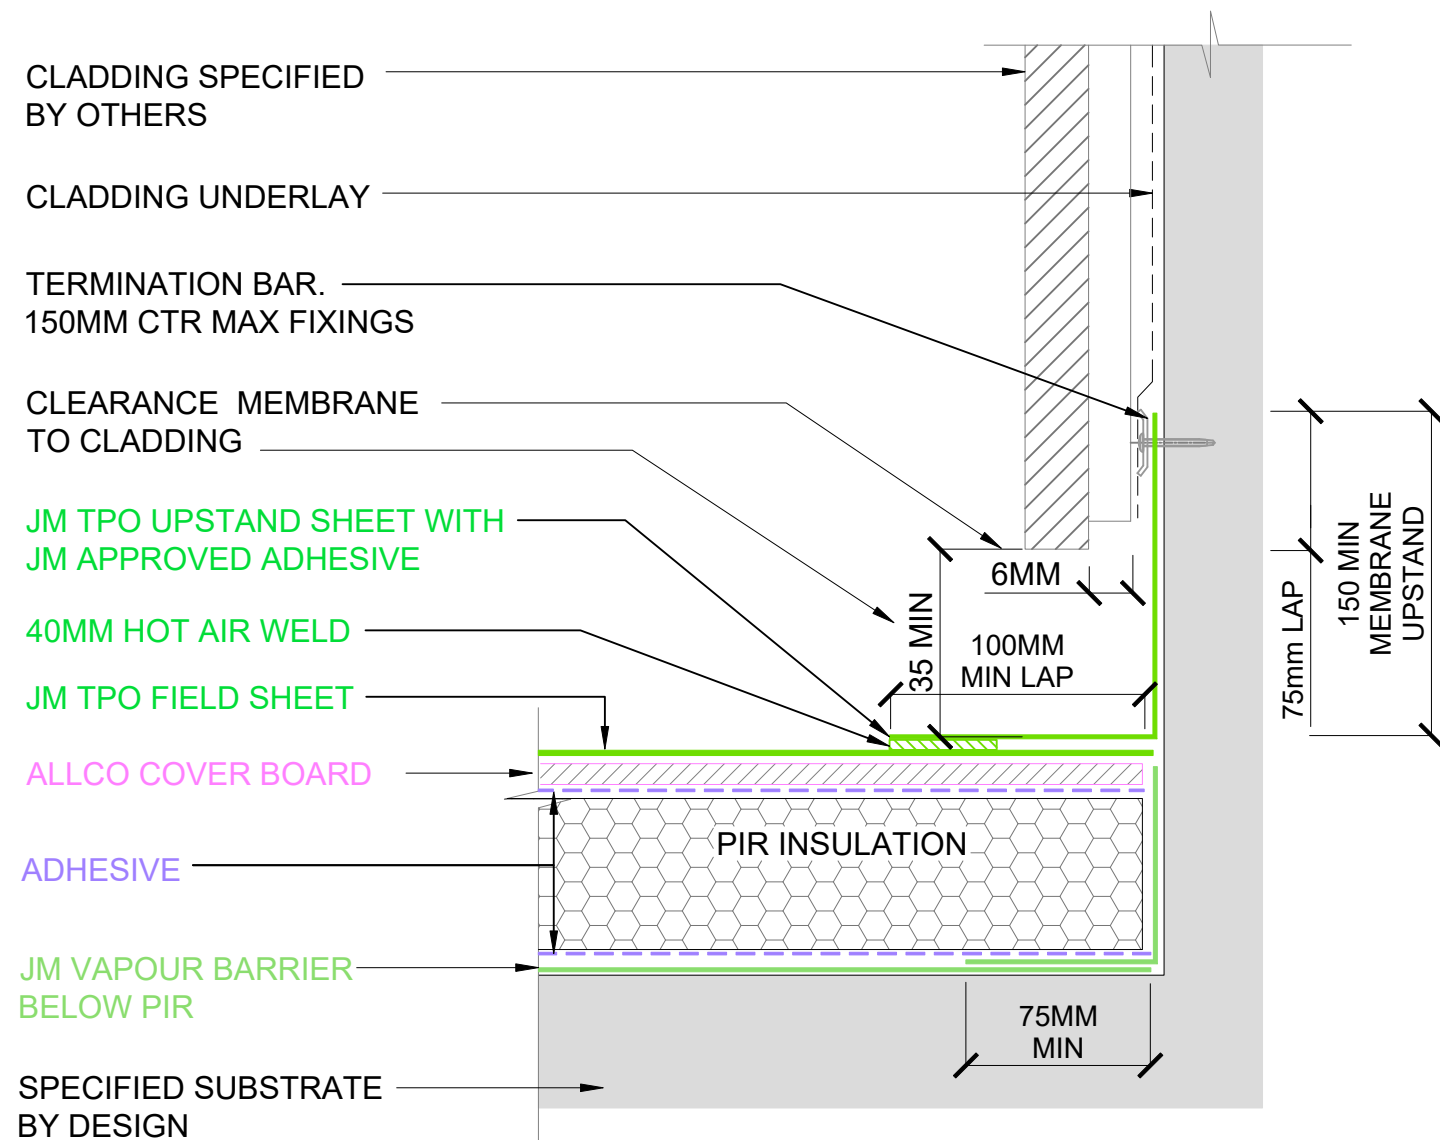 CLADDING SPECIFIED
BY OTHERS
CLADDING UNDERLAY
TERMINATION BAR.
150MM CTR MAX FIXINGS
CLEARANCE MEMBRANE
TO CLADDING
JM TPO UPSTAND SHEET WITH
JM APPROVED ADHESIVE
40MM HOT AIR WELD
JM TPO FIELD SHEET
ALLCO COVER BOARD
ADHESIVE
JM VAPOUR BARRIER
BELOW PIR
SPECIFIED SUBSTRATE
BY DESIGN
6MM
35 MIN
100MM
MIN LAP
PIR INSULATION
75MM
MIN
75mm LAP
150 MIN
MEMBRANE
UPSTAND